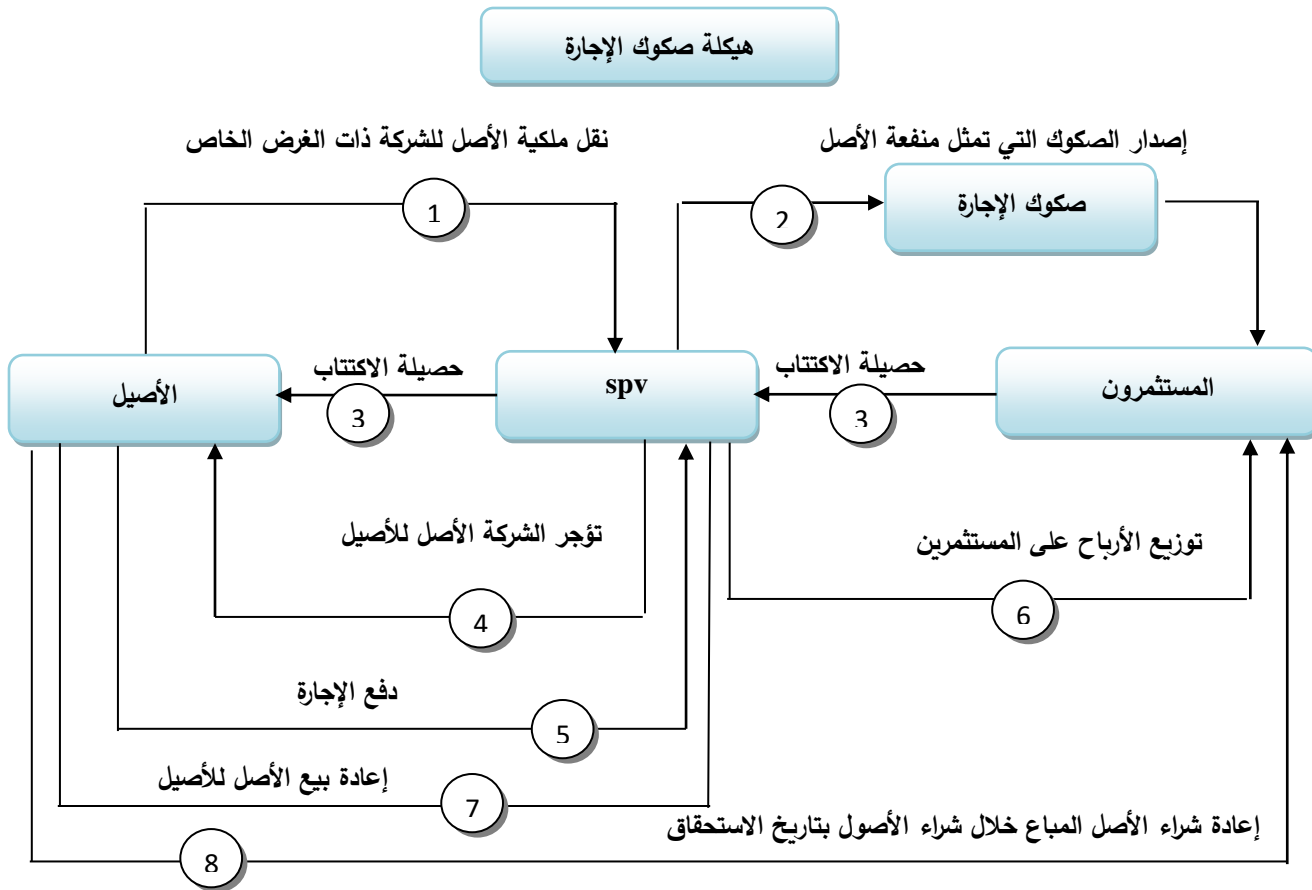 هيكلة صكوك الإجارة
إصدار الصكوك التي تمثل منفعة الأصل
نقل ملكية الأصل للشركة ذات الغرض الخاص
صكوك الإجارة
2
1
المستثمرون
حصيلة الاكتتاب
3
spv
حصيلة الاكتتاب
3
الأصيل
توزيع الأرباح على المستثمرين
6
تؤجر الشركة الأصل للأصيل
4
دفع الإجارة
5
إعادة بيع الأصل للأصيل
7
إعادة شراء الأصل المباع خلال شراء الأصول بتاريخ الاستحقاق
8